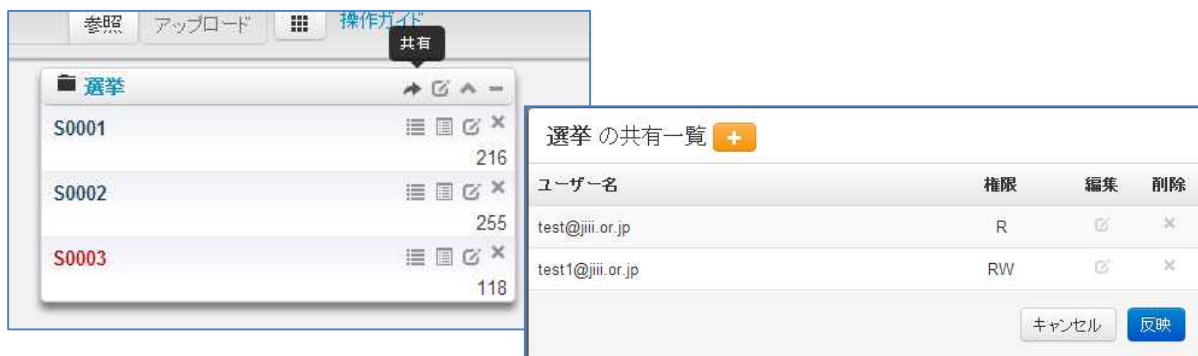 参照 アップロード 操作ガイド
共有
選挙
S0001
216
S0002
255
S0003
118
選挙 の共有一覧 +
ユーザー名 権限 編集 削除
test@jiii.or.jp R
test1@jiii.or.jp RW
キャンセル 反映